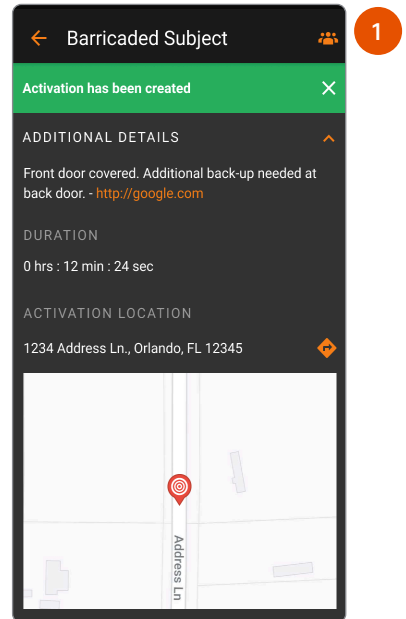 Barricaded Subject
1
Activation has been created
ADDITIONAL DETAILS
Front door covered. Additional back-up needed at
back door. - http://google.com
DURATION
0 hrs : 12 min : 24 sec
ACTIVATION LOCATION
1234 Address Ln., Orlando, FL 12345
Address Ln